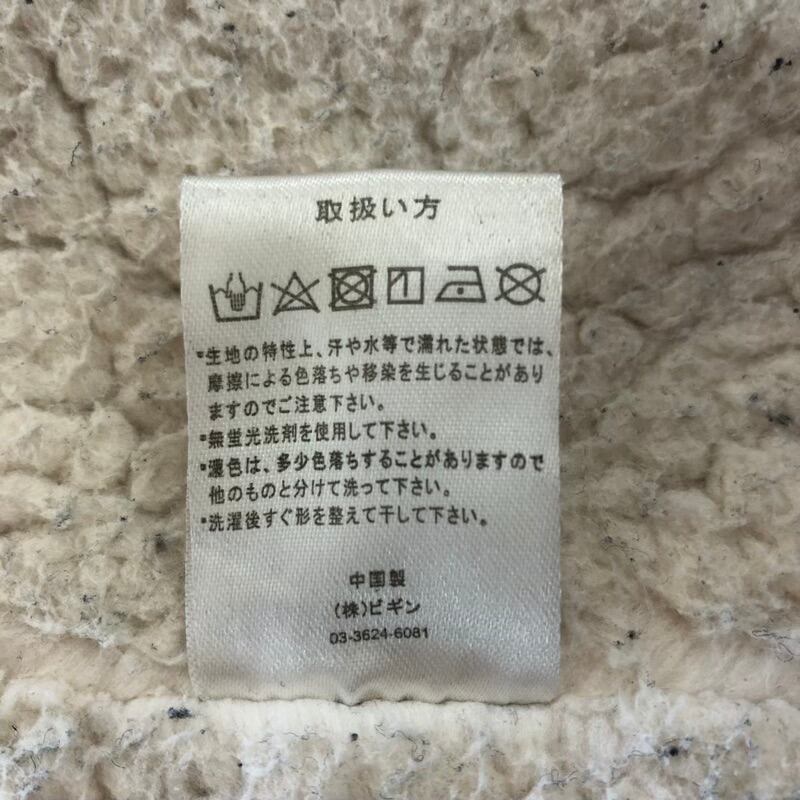 取扱い方
・生地の特性上、汗や水等で濡れた状態では、
摩擦による色落ちや移染を生じることがあり
ますのでご注意下さい。
・無蛍光洗剤を使用して下さい。
・濃色は、多少色落ちすることがありますので
他のものと分けて洗って下さい。
・洗濯後すぐ形を整えて干して下さい。
中国製
(株)ビギン
03-3624-6081